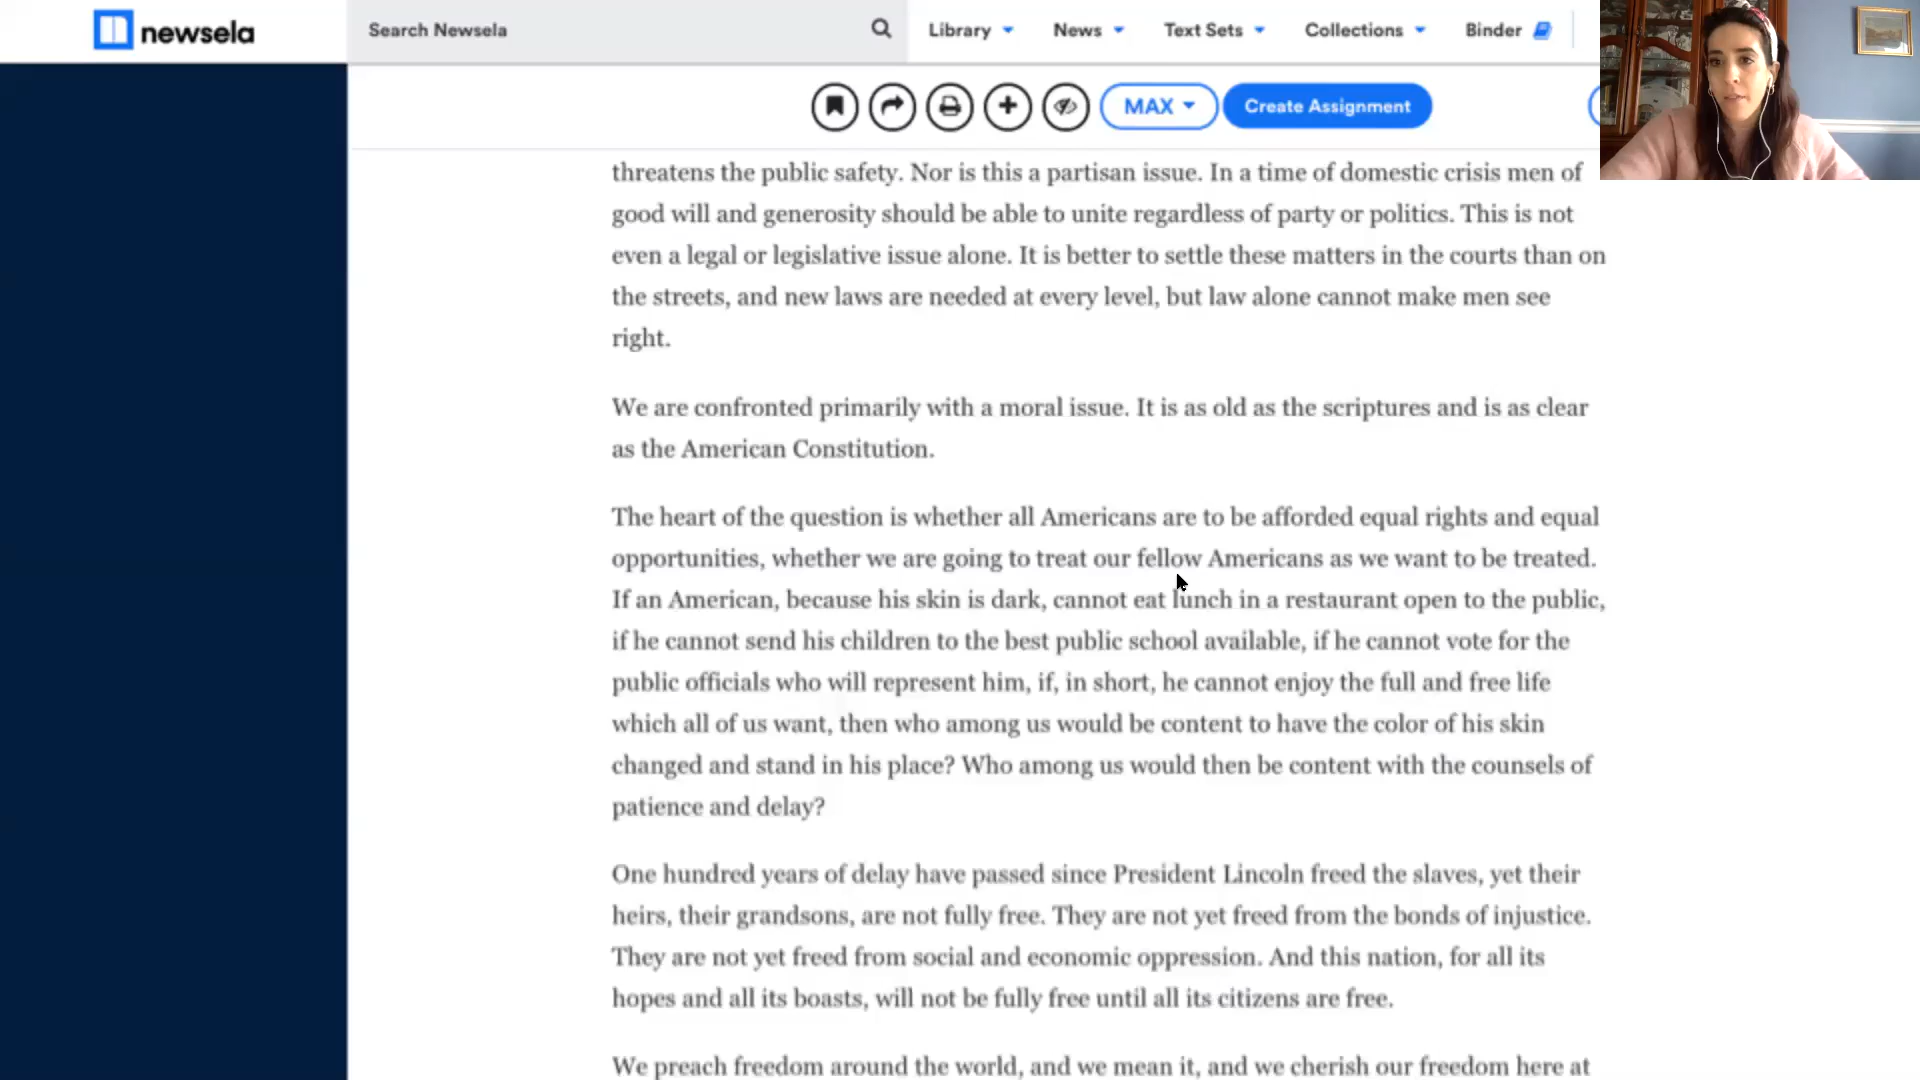 newsela
Search Newsela
Library
News
Text Sets
Collections
Binder
MAX
Create Assignment
threatens the public safety. Nor is this a partisan issue. In a time of domestic crisis men of
good will and generosity should be able to unite regardless of party or politics. This is not
even a legal or legislative issue alone. It is better to settle these matters in the courts than on
the streets, and new laws are needed at every level, but law alone cannot make men see
right.
We are confronted primarily with a moral issue. It is as old as the scriptures and is as clear
as the American Constitution.
The heart of the question is whether all Americans are to be afforded equal rights and equal
opportunities, whether we are going to treat our fellow Americans as we want to be treated.
If an American, because his skin is dark, cannot eat lunch in a restaurant open to the public,
if he cannot send his children to the best public school available, if he cannot vote for the
public officials who will represent him, if, in short, he cannot enjoy the full and free life
which all of us want, then who among us would be content to have the color of his skin
changed and stand in his place? Who among us would then be content with the counsels of
patience and delay?
One hundred years of delay have passed since President Lincoln freed the slaves, yet their
heirs, their grandsons, are not fully free. They are not yet freed from the bonds of injustice.
They are not yet freed from social and economic oppression. And this nation, for all its
hopes and all its boasts, will not be fully free until all its citizens are free.
We preach freedom around the world, and we mean it, and we cherish our freedom here at